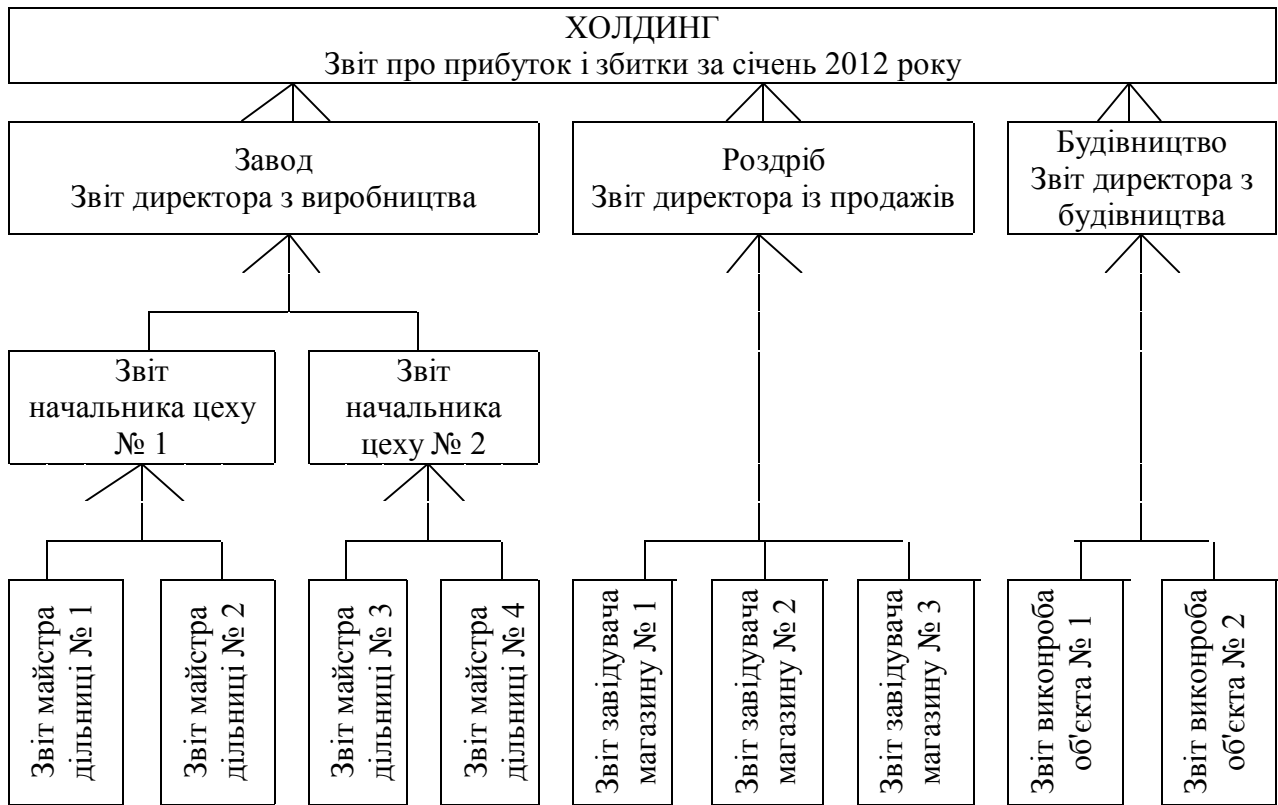 ХОЛДИНГ
Звіт про прибуток і збитки за січень 2012 року
Завод
Звіт директора з виробництва
Роздріб
Звіт директора із продажів
Будівництво
Звіт директора з
будівництва
Звіт
начальника цеху
№ 1
Звіт
начальника
цеху № 2
Звіт майстра
дільниці № 1
Звіт майстра
дільниці № 2
Звіт майстра
дільниці № 3
Звіт майстра
дільниці № 4
Звіт завідувача
магазину № 1
Звіт завідувача
магазину № 2
Звіт завідувача
магазину № 3
Звіт виконроба
об'єкта № 1
Звіт виконроба
об'єкта № 2